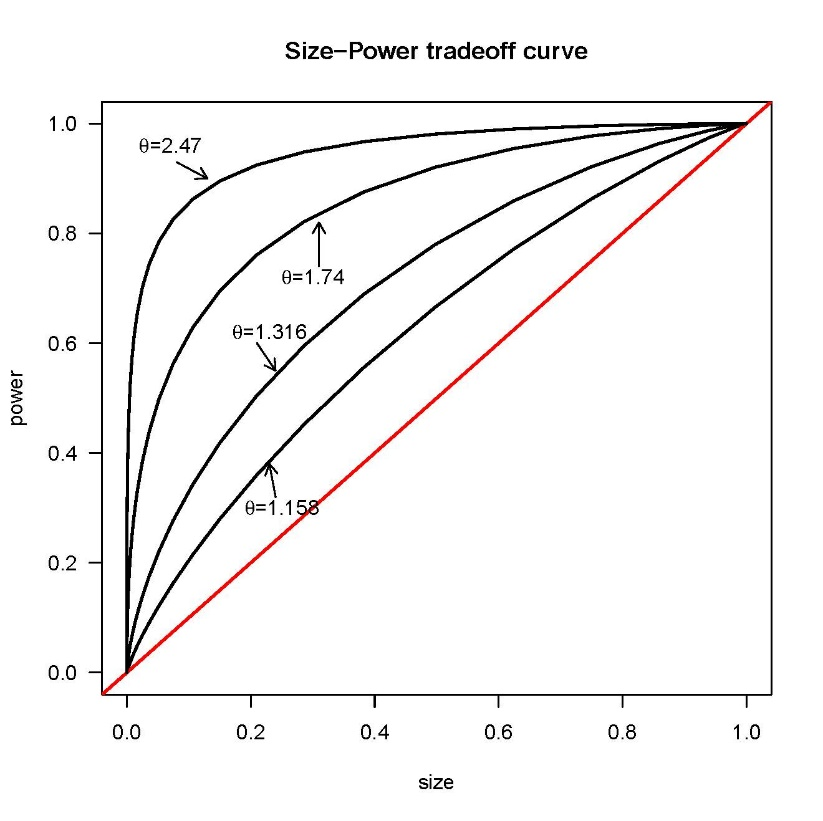 Size−Power tradeoff curve
1.0
0.8
0.6
0.4
0.2
0.0
power
θ=2.47
θ=1.74
θ=1.316
θ=1.158
0.0 0.2 0.4 0.6 0.8 1.0
size